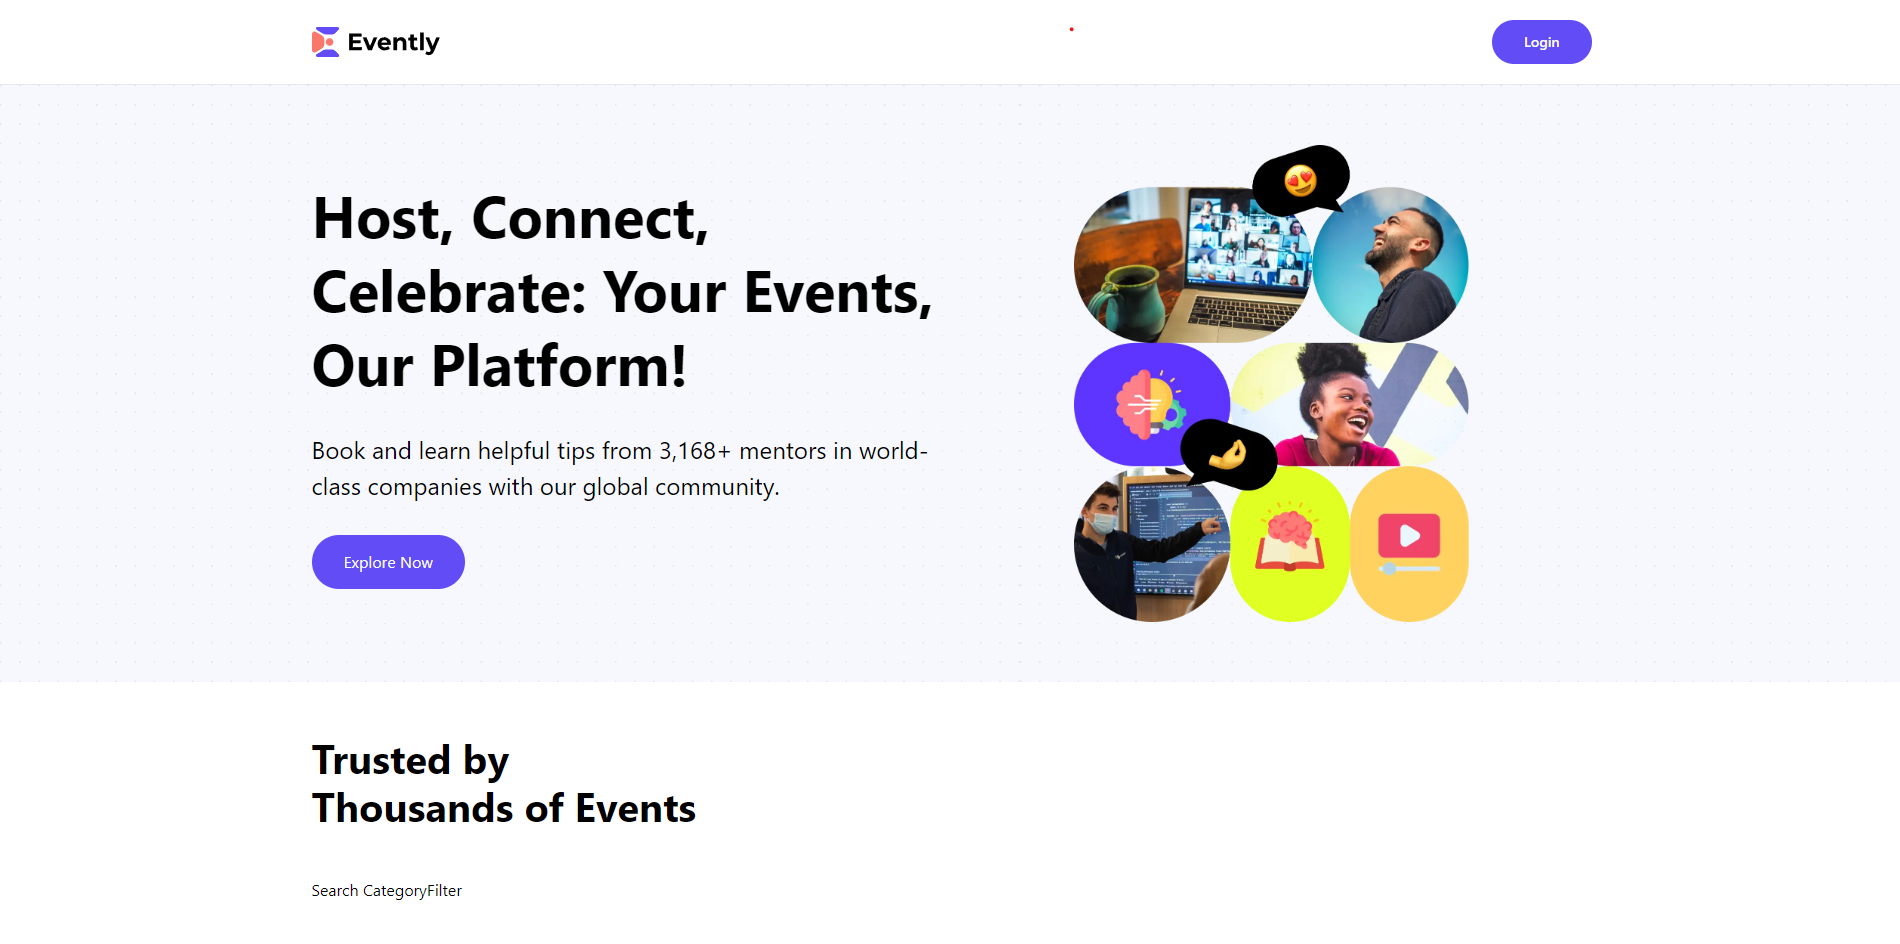 Evently
Login
Host, Connect,
Celebrate: Your Events,
Our Platform!
Book and learn helpful tips from 3,168+ mentors in world-
class companies with our global community.
Explore Now
Trusted by
Thousands of Events
Search CategoryFilter